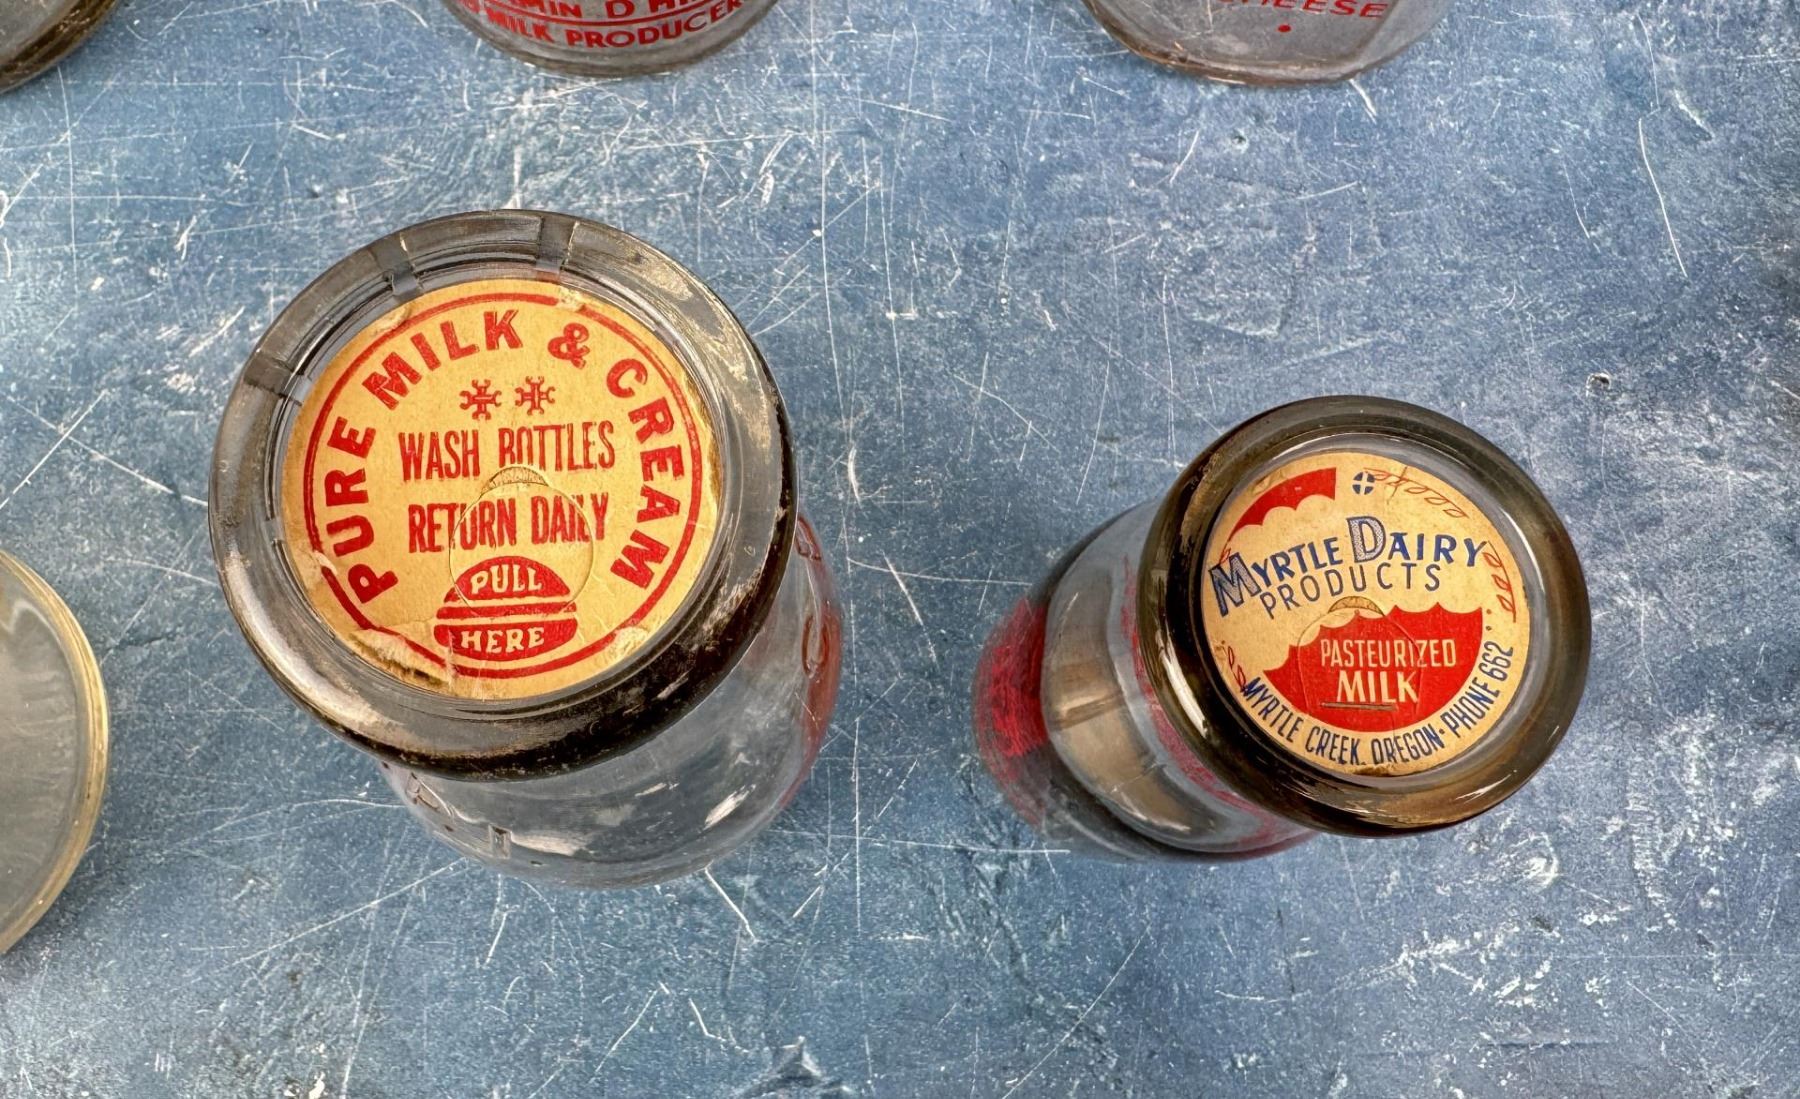 D
MILK PRODUCER
CHEESE
PURE MILK & CREAM
WASH BOTTLES
RETURN DAILY
PULL
HERE
MYRTLE DAIRY
PRODUCTS
PASTEURIZED
MILK
MYRTLE CREEK, OREGON · PHONE 662